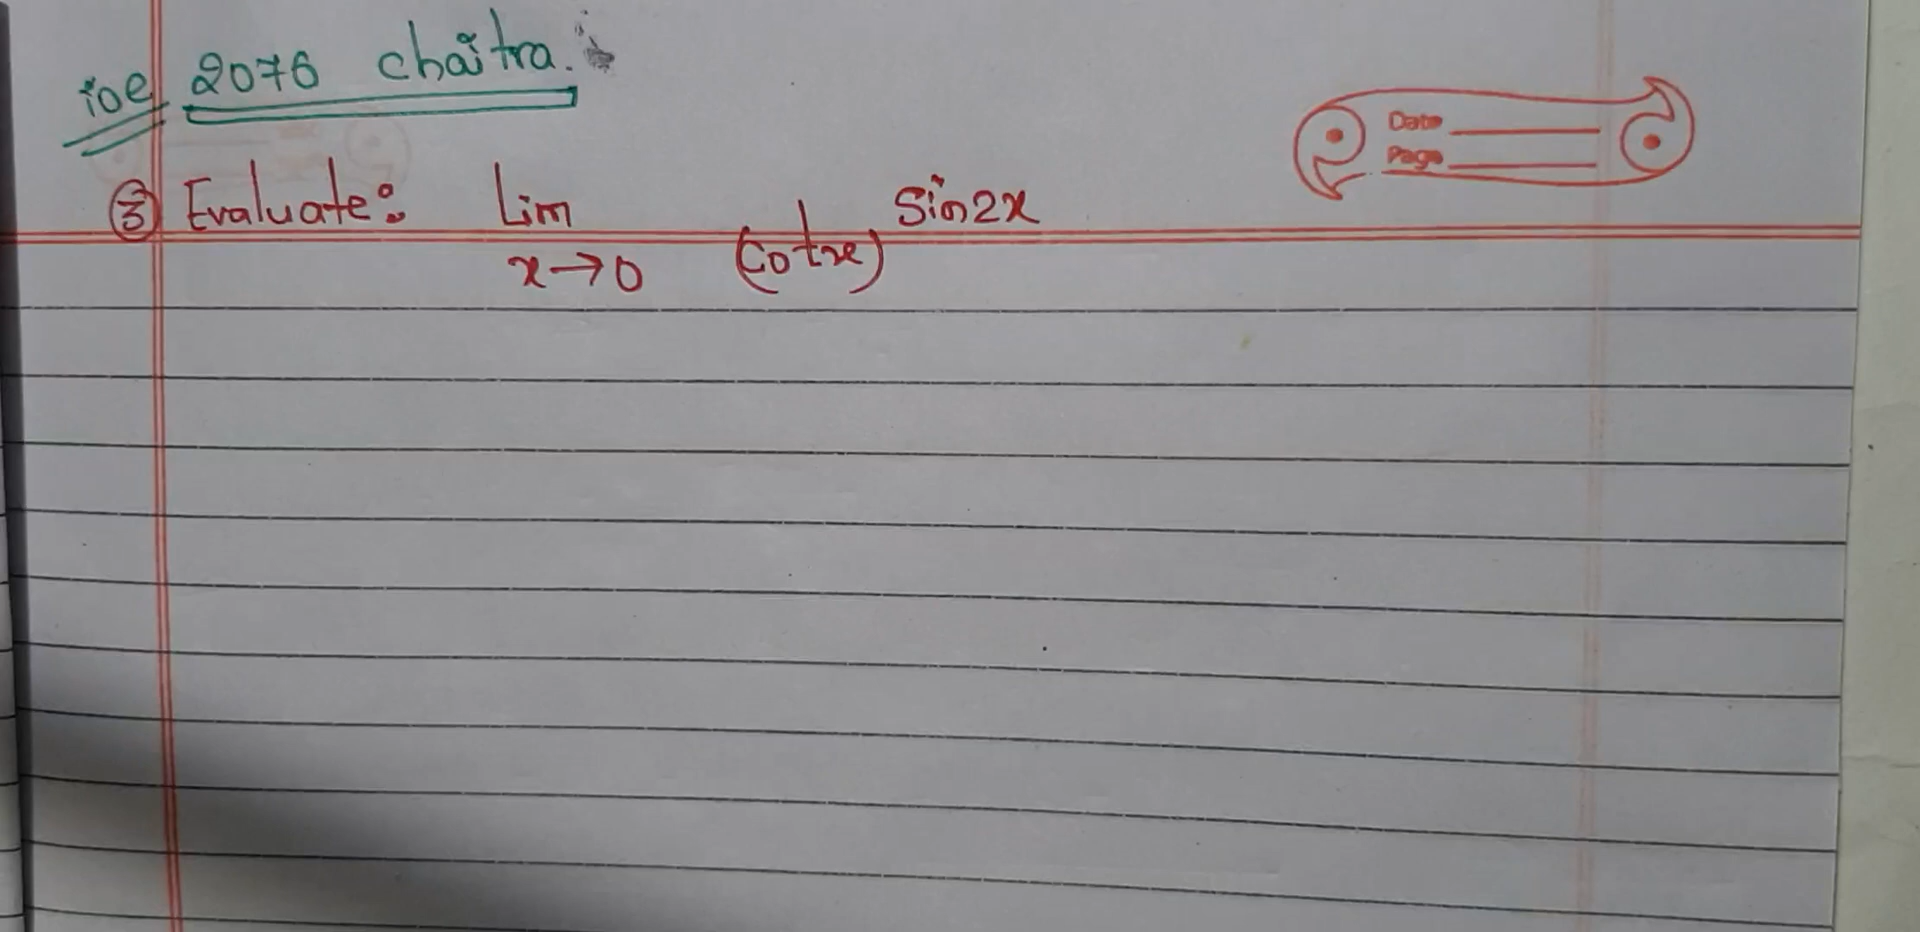 ioe 2076 chaitra.
③ Evaluate: Lim x→0 (cotx)^sin2x
Date
Page